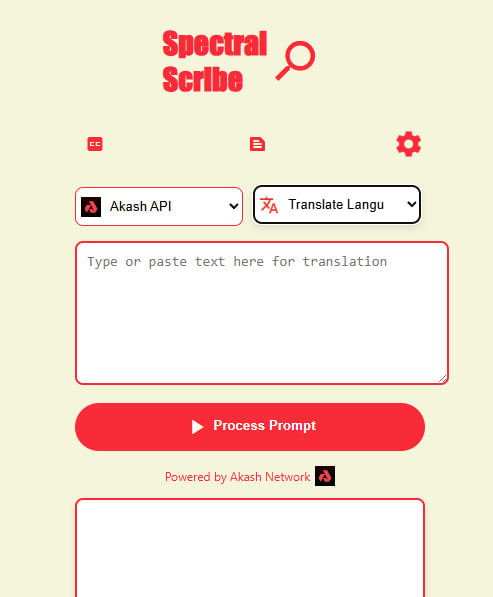 Spectral
Scribe
CC
Akash API
Translate Langu
Type or paste text here for translation
Process Prompt
Powered by Akash Network